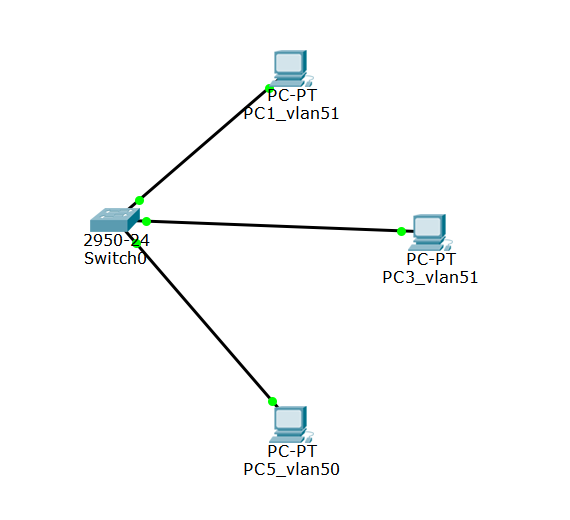 PC-PT
PC1_vlan51
2950-24
Switch0
PC-PT
PC3_vlan51
PC-PT
PC5_vlan50